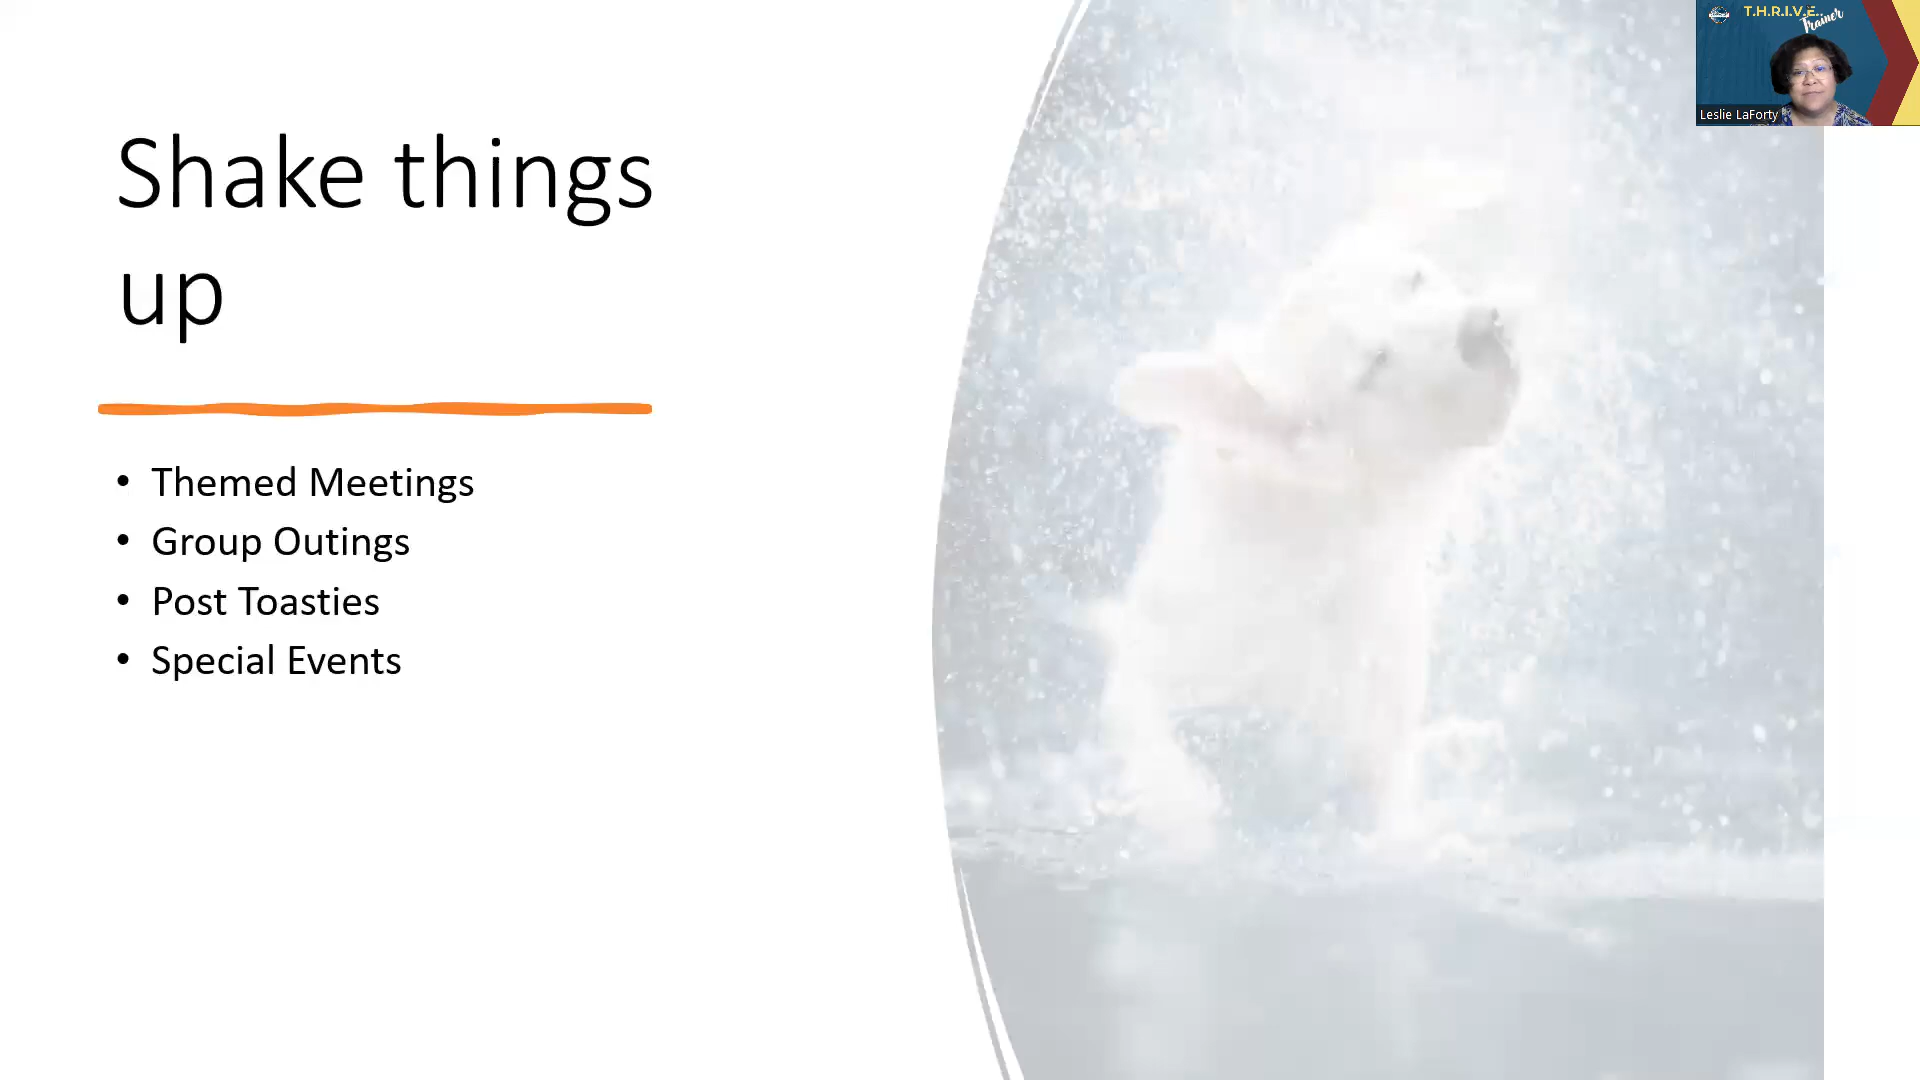 T.H.R.I.V.E.
Trainer
Leslie LaForty
Shake things
up
• Themed Meetings
• Group Outings
• Post Toasties
• Special Events